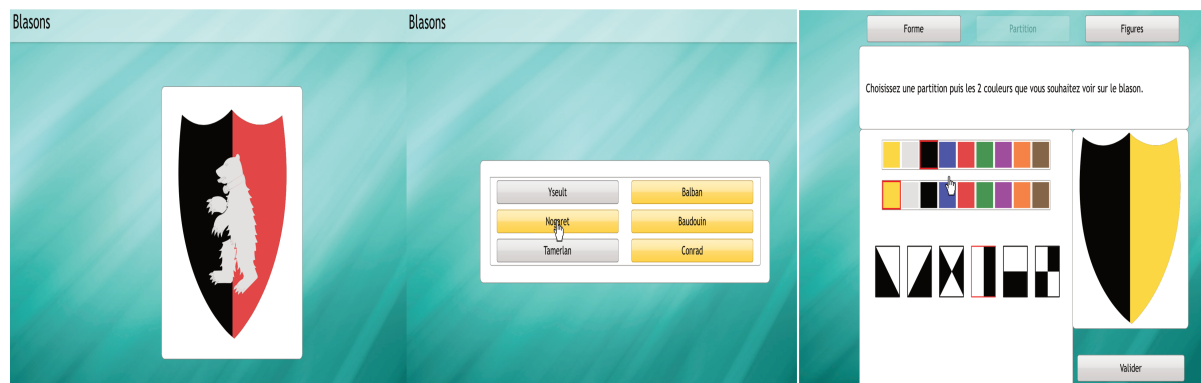 Blasons
Blasons
Yseult
Balban
Nogaret
Baudouin
Tamerlan
Conrad
Forme
Partition
Figures
Choisissez une partition puis les 2 couleurs que vous souhaitez voir sur le blason.
Valider